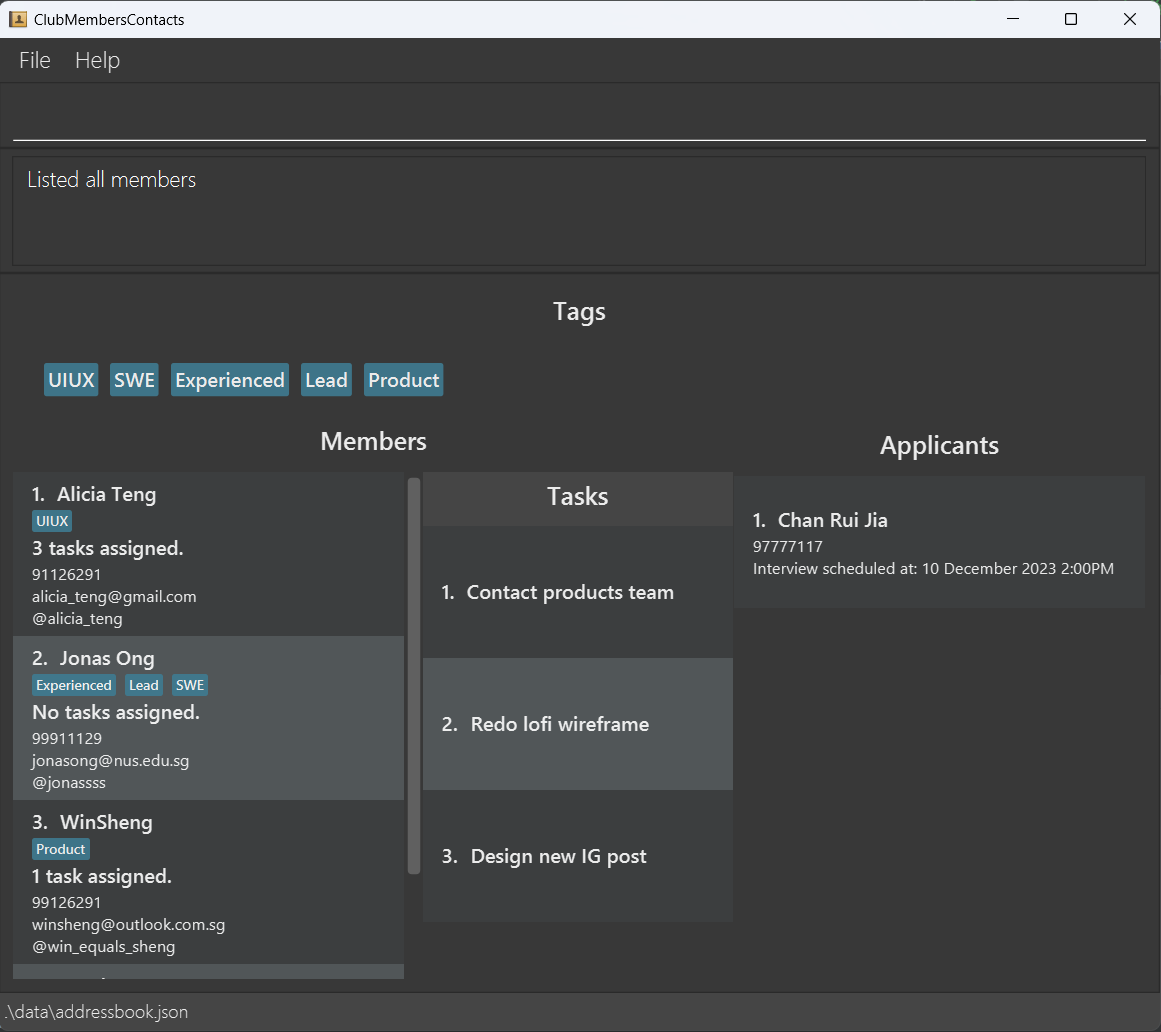 ClubMembersContacts
File Help
Listed all members
Tags
UIUX SWE Experienced Lead Product
Members
1. Alicia Teng
UIUX
3 tasks assigned.
91126291
alicia_teng@gmail.com
@alicia_teng
2. Jonas Ong
Experienced Lead SWE
No tasks assigned.
99911129
jonasong@nus.edu.sg
@jonassss
3. WinSheng
Product
1 task assigned.
99126291
winsheng@outlook.com.sg
@win_equals_sheng
Tasks
1. Contact products team
2. Redo lofi wireframe
3. Design new IG post
Applicants
1. Chan Rui Jia
97777117
Interview scheduled at: 10 December 2023 2:00PM
.\data\addressbook.json